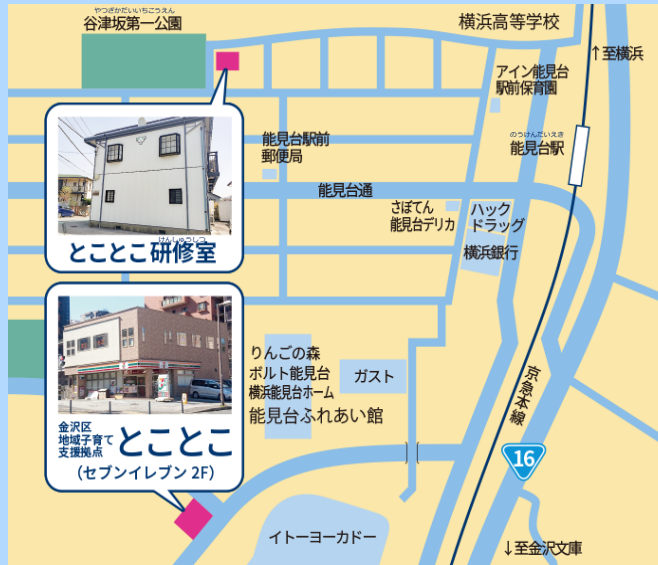 やつざかだいいちこうえん
谷津坂第一公園
横浜高等学校
↑至横浜
アイン能見台
駅前保育園
のうけんだいえき
能見台駅
能見台駅前
郵便局
能見台通
さぼてん
能見台デリカ
ハック
ドラッグ
横浜銀行
けんしゅうしつ
とことこ研修室
りんごの森
ボルト能見台
横浜能見台ホーム
能見台ふれあい館
ガスト
京急本線
金沢区
地域子育て
支援拠点
とことこ
(セブンイレブン 2F)
16
イトーヨーカドー
↓至金沢文庫